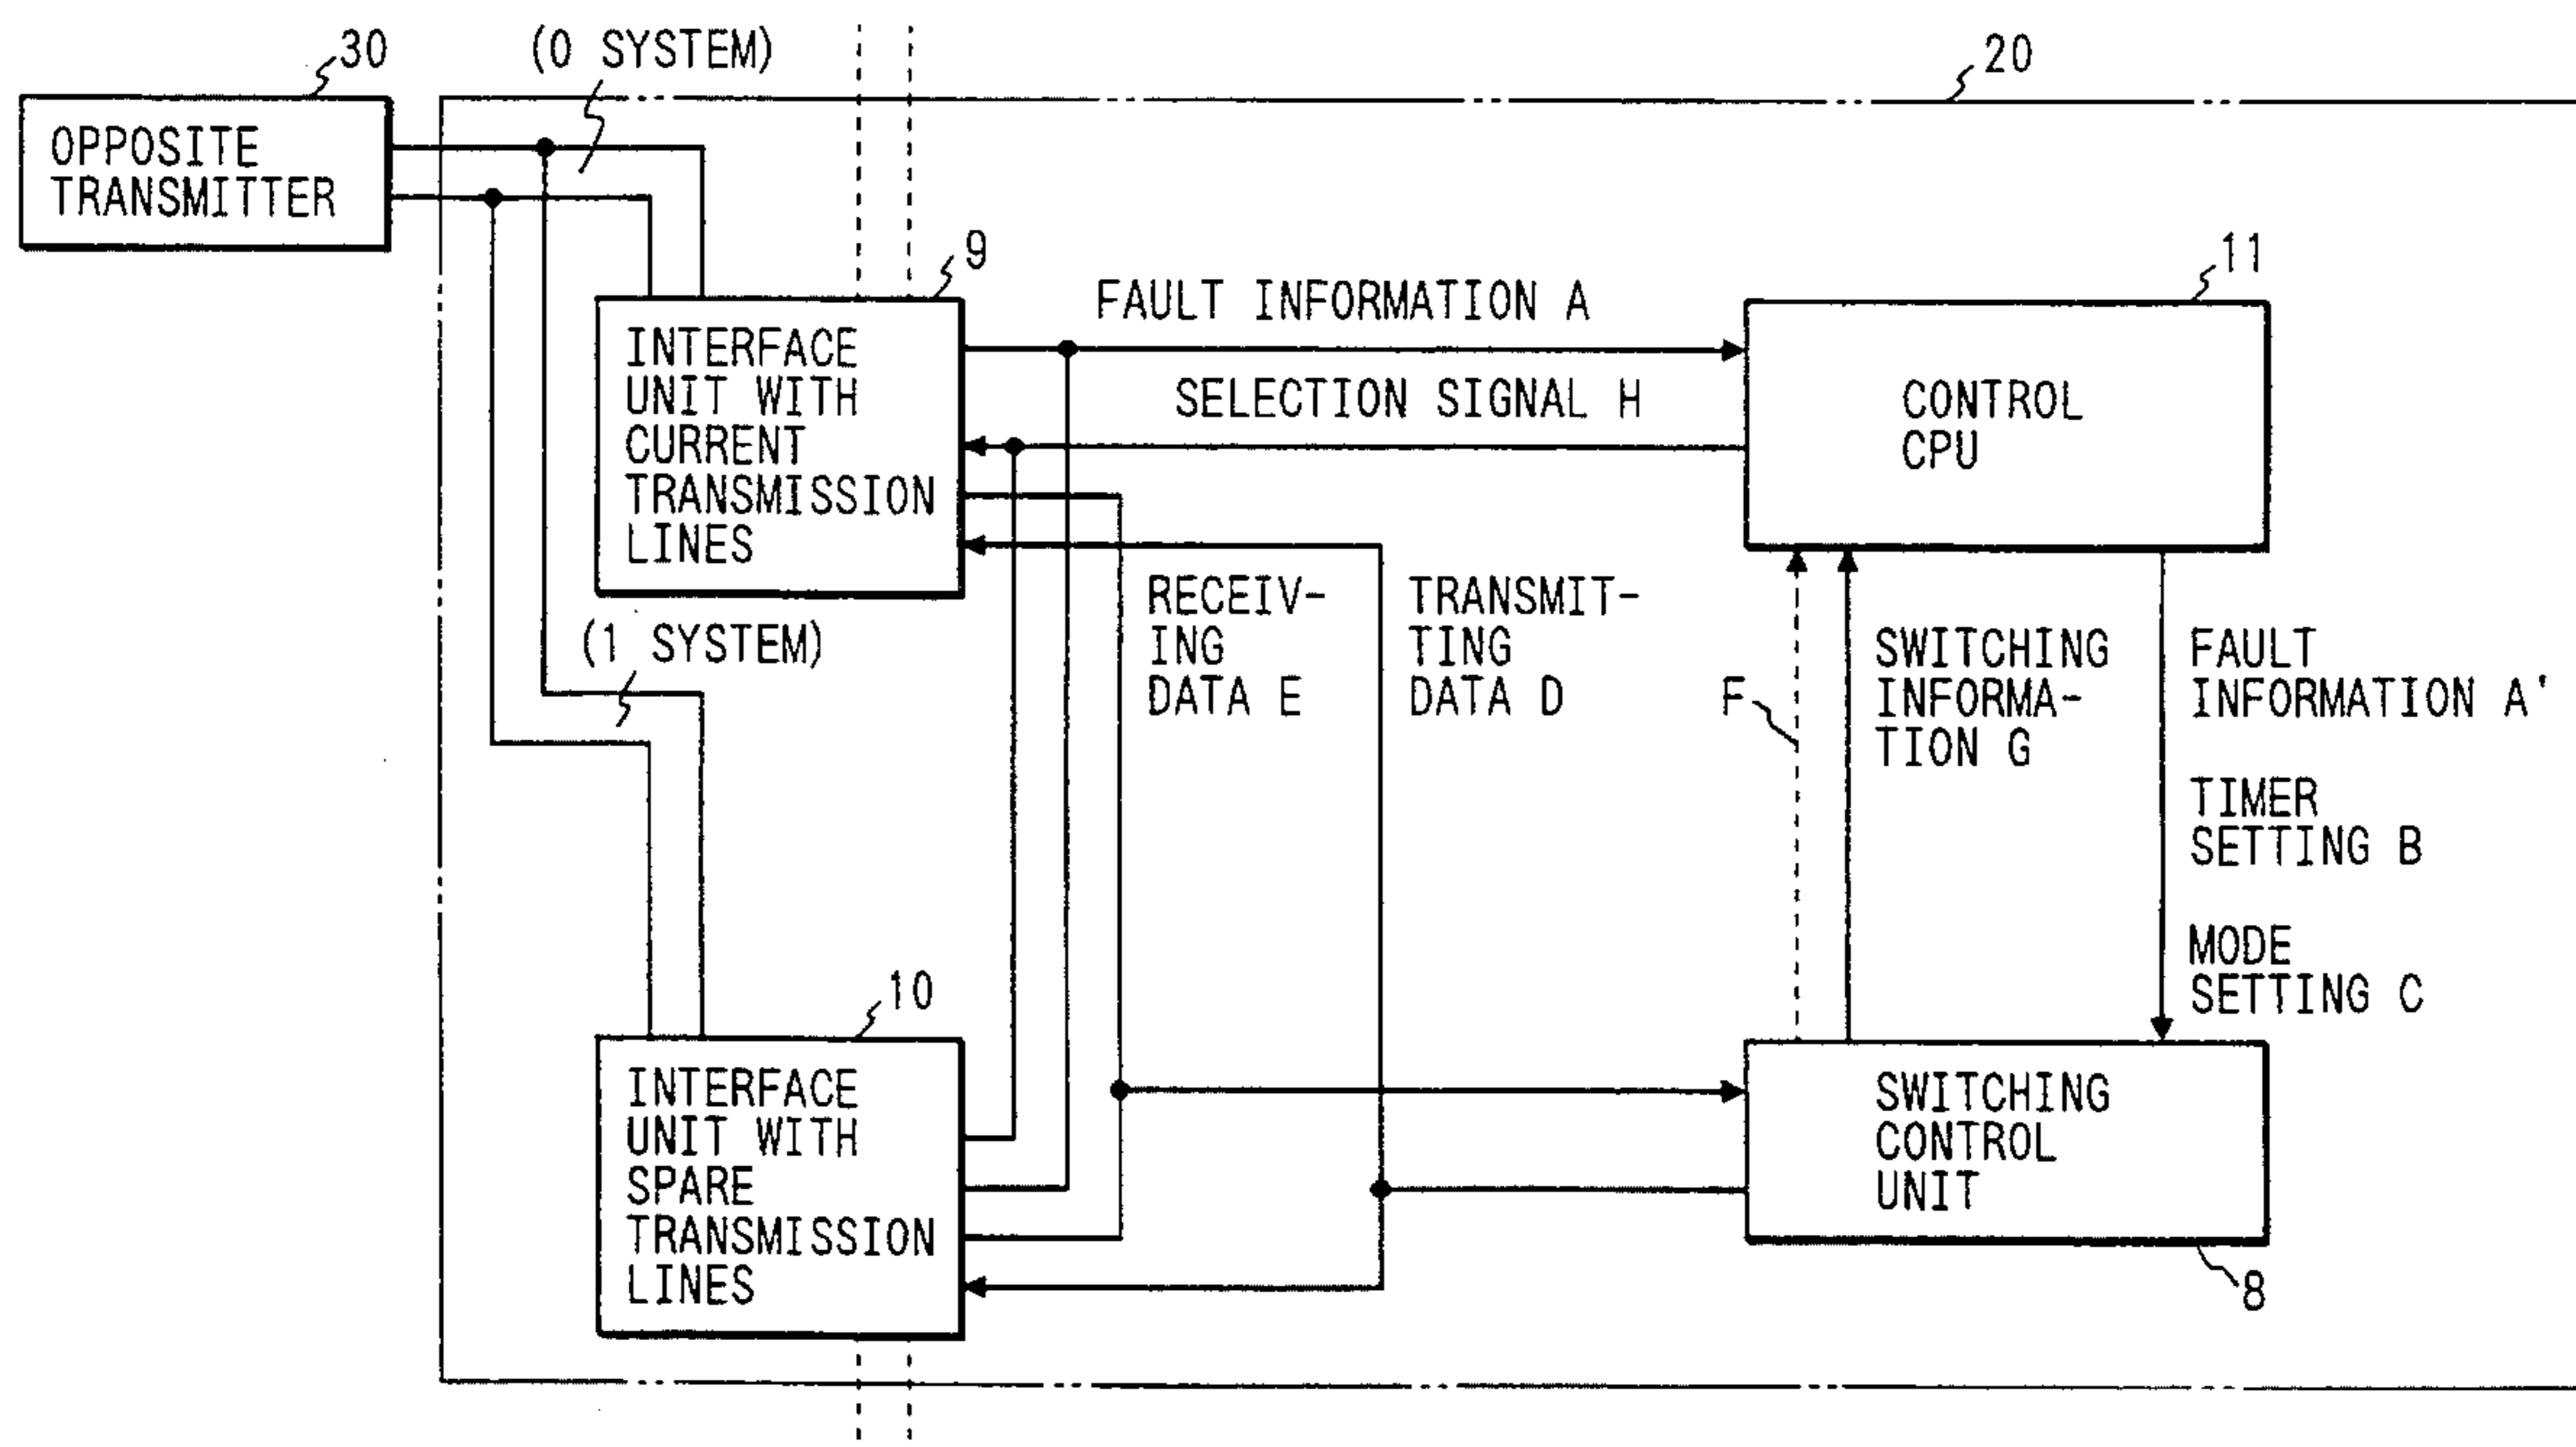 30
(0 SYSTEM)
20
OPPOSITE
TRANSMITTER
9
11
FAULT INFORMATION A
SELECTION SIGNAL H
INTERFACE
UNIT WITH
CURRENT
TRANSMISSION
LINES
CONTROL
CPU
RECEIV-
ING
DATA E
TRANSMIT-
TING
DATA D
F
SWITCHING
INFORMA-
TION G
FAULT
INFORMATION A'
TIMER
SETTING B
MODE
SETTING C
(1 SYSTEM)
10
INTERFACE
UNIT WITH
SPARE
TRANSMISSION
LINES
SWITCHING
CONTROL
UNIT
8